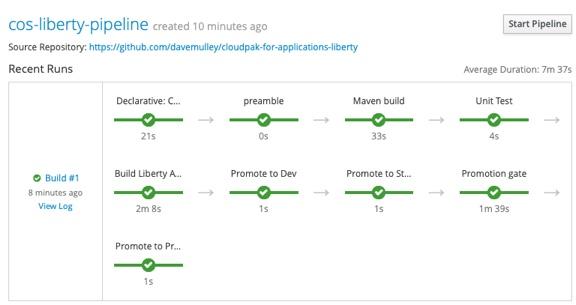 cos-liberty-pipeline created 10 minutes ago
Start Pipeline
Source Repository: https://github.com/davemulley/cloudpak-for-applications-liberty
Recent Runs
Average Duration: 7m 37s
Build #1
8 minutes ago
View Log
Declarative: C...
preamble
Maven build
Unit Test
21s
0s
33s
4s
Build Liberty A...
Promote to Dev
Promote to St...
Promotion gate
2m 8s
1s
1s
1m 39s
Promote to Pr...
1s